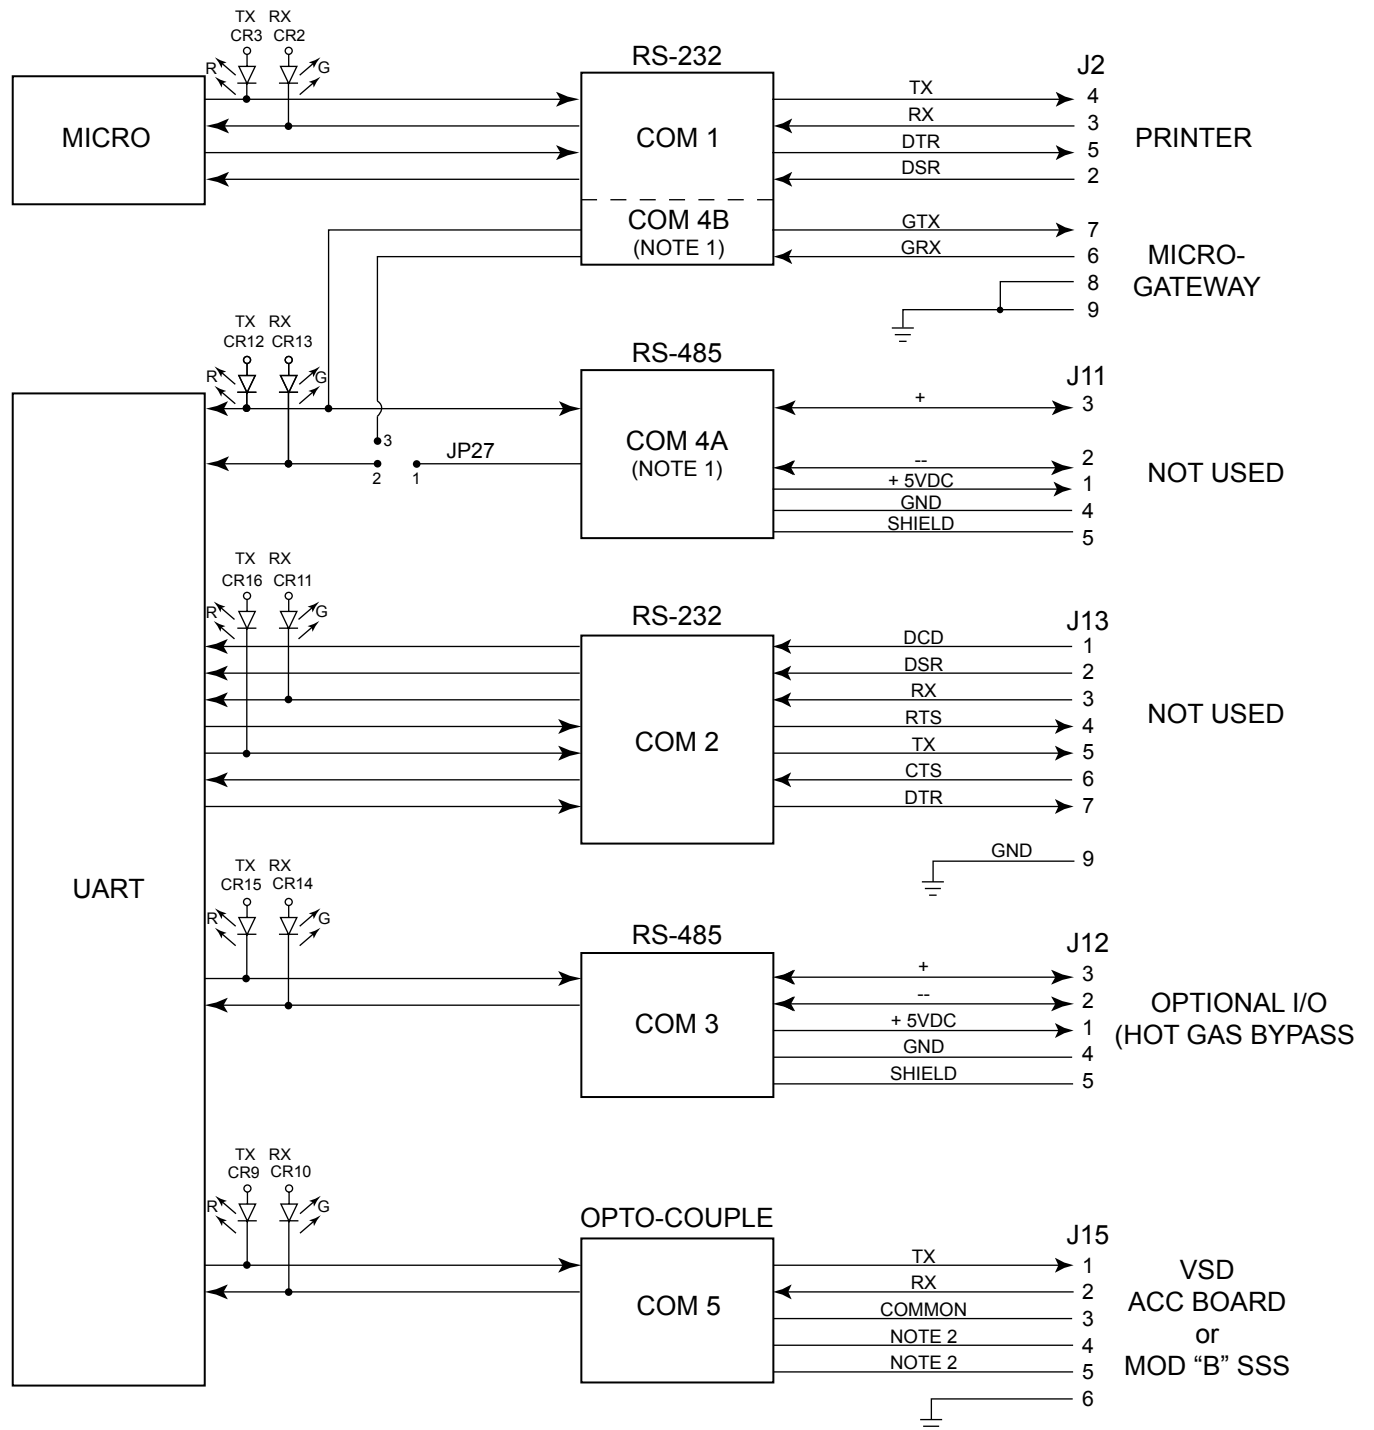 TX RX
CR3 CR2
R G
RS-232
J2
MICRO
COM 1
TX 4
RX 3
DTR 5
DSR 2
PRINTER
COM 4B
(NOTE 1)
GTX 7
GRX 6
8
9
MICRO-
GATEWAY
TX RX
CR12 CR13
R G
RS-485
J11
+ 3
3
JP27
2 1
COM 4A
(NOTE 1)
-- 2
+ 5VDC 1
GND 4
SHIELD 5
NOT USED
TX RX
CR16 CR11
R G
RS-232
J13
DCD 1
DSR 2
RX 3
RTS 4
TX 5
CTS 6
DTR 7
COM 2
NOT USED
GND 9
UART
TX RX
CR15 CR14
R G
RS-485
J12
+ 3
-- 2
+ 5VDC 1
GND 4
SHIELD 5
COM 3
OPTIONAL I/O
(HOT GAS BYPASS
TX RX
CR9 CR10
R G
OPTO-COUPLE
J15
TX 1
RX 2
COMMON 3
NOTE 2 4
NOTE 2 5
6
COM 5
VSD
ACC BOARD
or
MOD “B” SSS